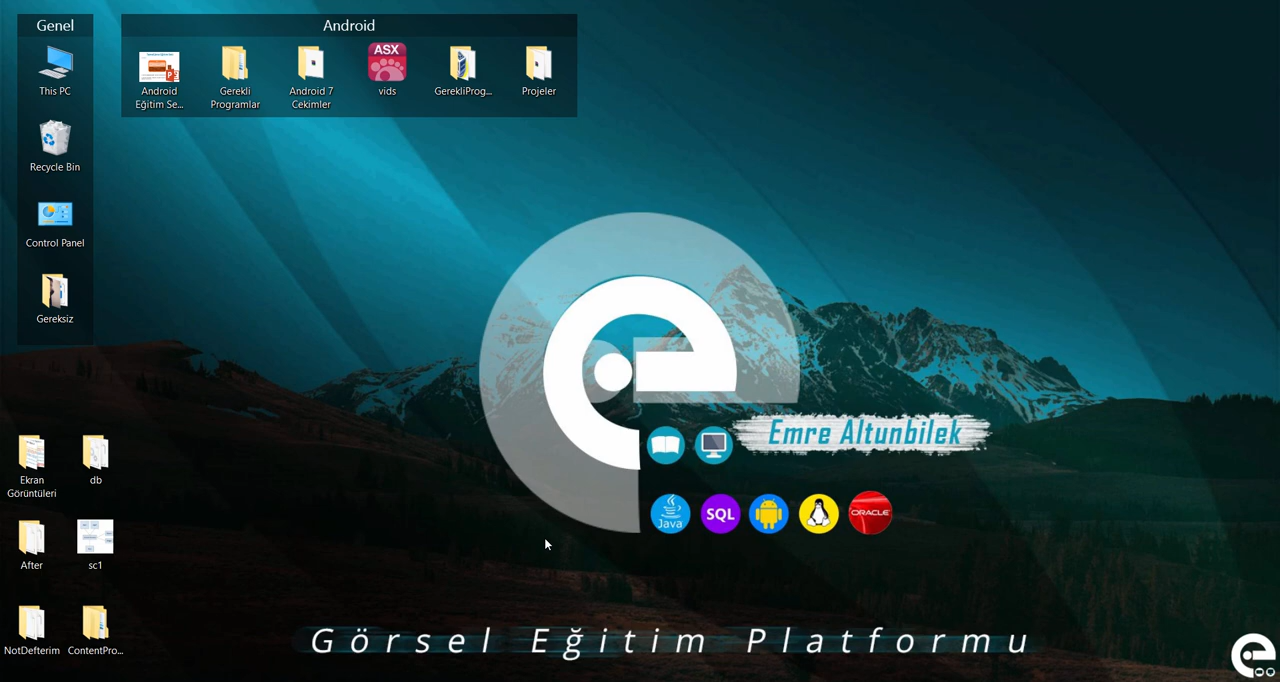 Genel
This PC
Recycle Bin
Control Panel
Gereksiz
Android
Android
Eğitim Se...
Gerekli
Programlar
Android 7
Cekimler
ASX
vids
GerekliProg...
Projeler
Ekran
Görüntüleri
db
After
sc1
NotDefterim
ContentPro...
Emre Altunbilek
Java
SQL
ORACLE
Görsel Eğitim Platformu